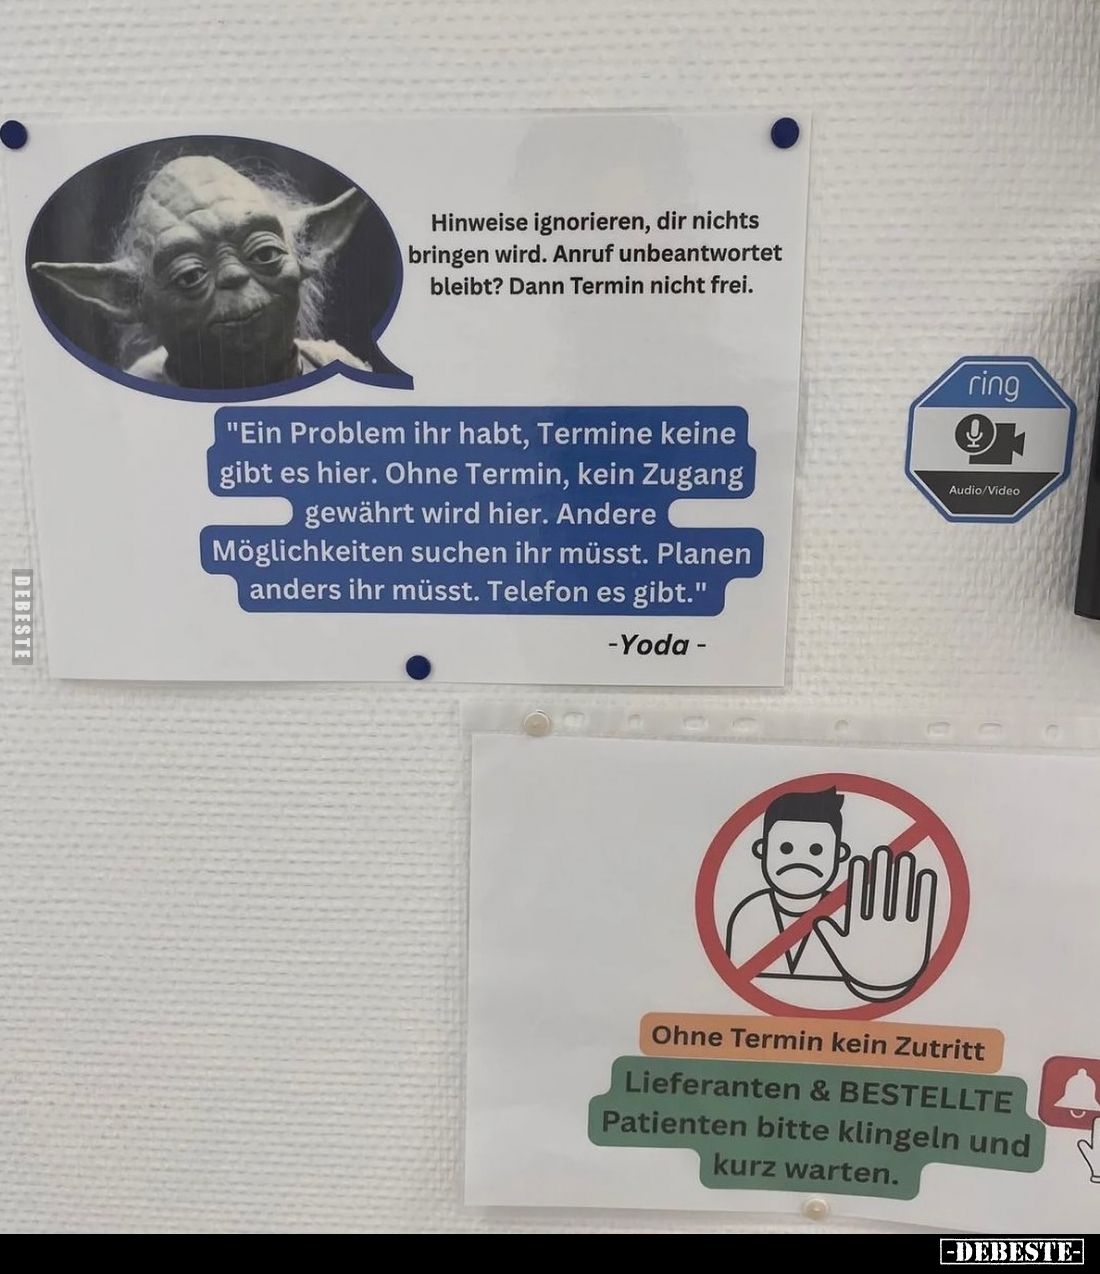 Hinweise ignorieren, dir nichts
bringen wird. Anruf unbeantwortet
bleibt? Dann Termin nicht frei.
"Ein Problem ihr habt, Termine keine
gibt es hier. Ohne Termin, kein Zugang
gewährt wird hier. Andere
Möglichkeiten suchen ihr müsst. Planen
anders ihr müsst. Telefon es gibt."
-Yoda -
ring
Audio/Video
DEBESTE
Ohne Termin kein Zutritt
Lieferanten & BESTELLTE
Patienten bitte klingeln und
kurz warten.
-DEBESTE-